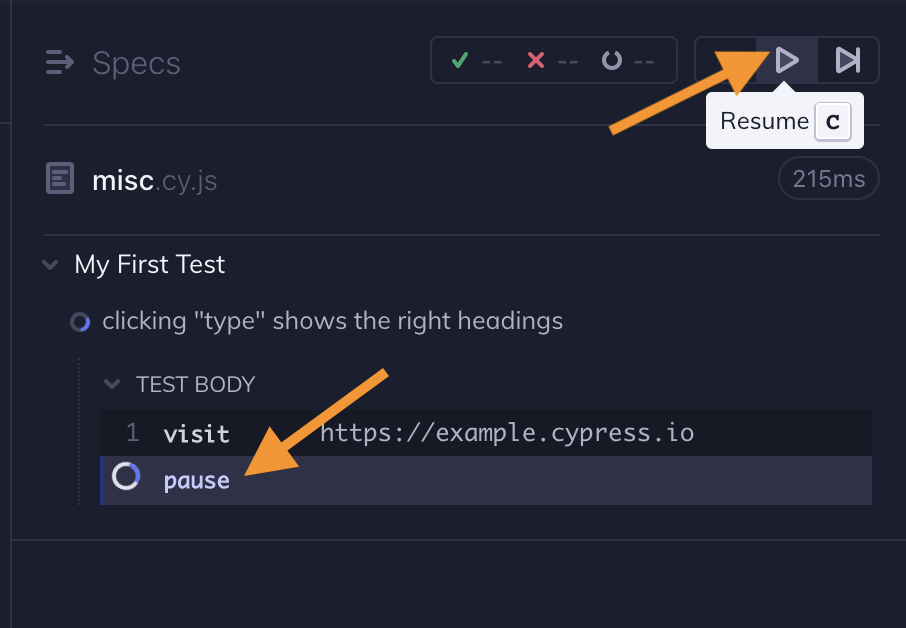 Specs -- -- --
Resume C
misc.cy.js 215ms
My First Test
clicking "type" shows the right headings
TEST BODY
1 visit https://example.cypress.io
pause